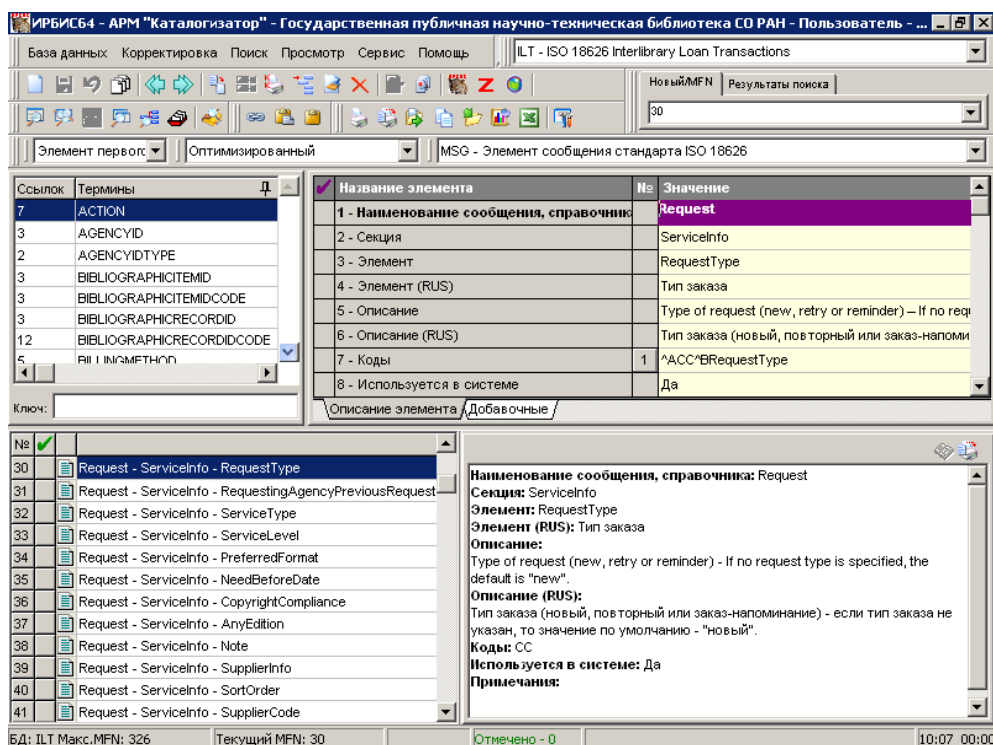 ИРБИС64 - АРМ "Каталогизатор" - Государственная публичная научно-техническая библиотека СО РАН - Пользователь - ...
База данных Корректировка Поиск Просмотр Сервис Помощь
ILT - ISO 18626 Interlibrary Loan Transactions
Новый/MFN Результаты поиска
30
Элемент первого
Оптимизированный
MSG - Элемент сообщения стандарта ISO 18626
Ссылок Термины
7 ACTION
3 AGENCYID
2 AGENCYIDTYPE
3 BIBLIOGRAPHICITEMID
3 BIBLIOGRAPHICITEMIDCODE
3 BIBLIOGRAPHICRECORDID
12 BIBLIOGRAPHICRECORDIDCODE
5 BILLINGMETHOD
Ключ:
Название элемента № Значение
1 - Наименование сообщения, справочник Request
2 - Секция ServiceInfo
3 - Элемент RequestType
4 - Элемент (RUS) Тип заказа
5 - Описание Type of request (new, retry or reminder) – If no requ
6 - Описание (RUS) Тип заказа (новый, повторный или заказ-напоми
7 - Коды 1 ^ACC^BRequestType
8 - Используется в системе Да
Описание элемента Добавочные
№
30 Request - ServiceInfo - RequestType
31 Request - ServiceInfo - RequestingAgencyPreviousRequest
32 Request - ServiceInfo - ServiceType
33 Request - ServiceInfo - ServiceLevel
34 Request - ServiceInfo - PreferredFormat
35 Request - ServiceInfo - NeedBeforeDate
36 Request - ServiceInfo - CopyrightCompliance
37 Request - ServiceInfo - AnyEdition
38 Request - ServiceInfo - Note
39 Request - ServiceInfo - SupplierInfo
40 Request - ServiceInfo - SortOrder
41 Request - ServiceInfo - SupplierCode
Наименование сообщения, справочника: Request
Секция: ServiceInfo
Элемент: RequestType
Элемент (RUS): Тип заказа
Описание:
Type of request (new, retry or reminder) - If no request type is specified, the
default is "new".
Описание (RUS):
Тип заказа (новый, повторный или заказ-напоминание) - если тип заказа не
указан, то значение по умолчанию - "новый".
Коды: CC
Используется в системе: Да
Примечания:
БД: ILT Макс.MFN: 326
Текущий MFN: 30
Отмечено - 0
10:07 00:00